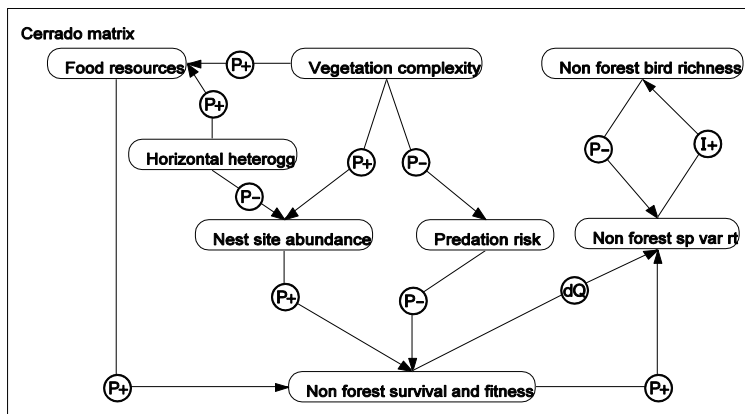 Cerrado matrix
Food resources
P+
Vegetation complexity
Non forest bird richness
P+
Horizontal heterogg
P+
P-
P-
I+
P-
Nest site abundance
Predation risk
Non forest sp var rt
P+
P-
dQ
P+
Non forest survival and fitness
P+